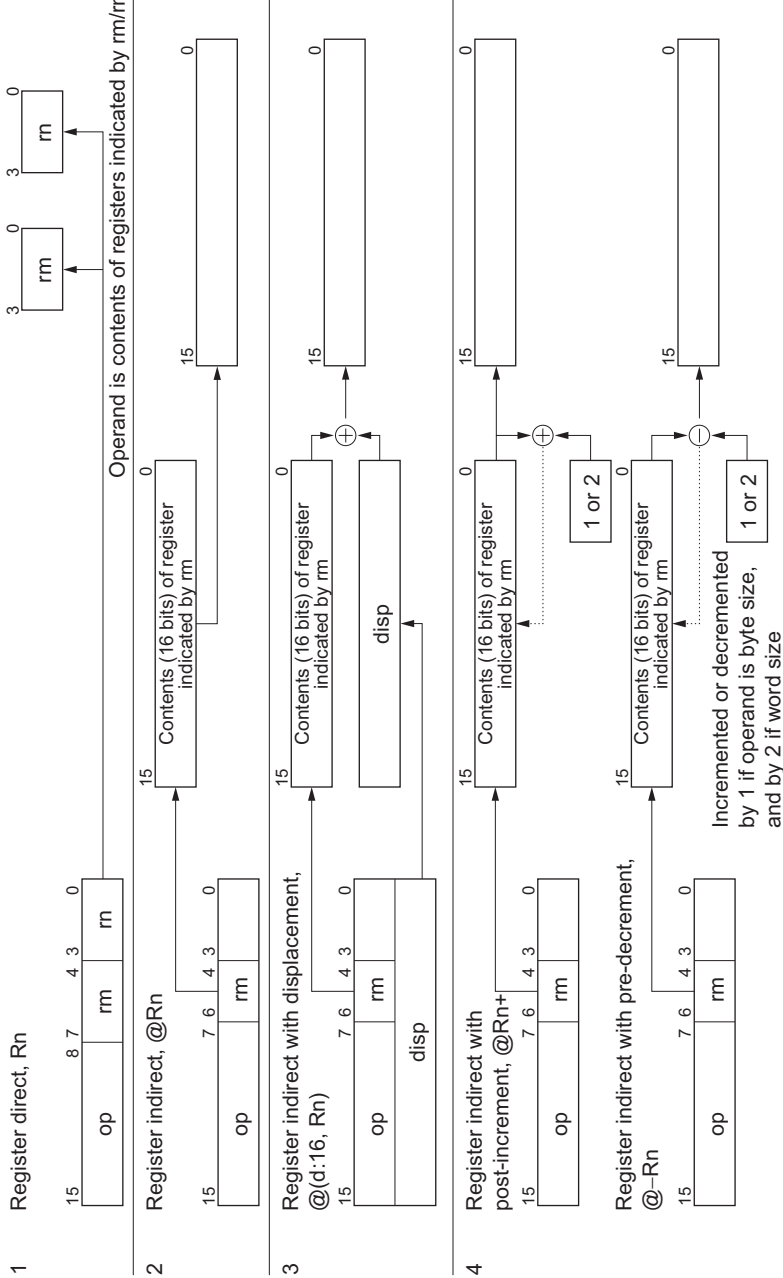 1
Register direct, Rn
15 8 7 4 3 0
op rm rn
3 0 3 0
rm rn
Operand is contents of registers indicated by rm/rn
2
Register indirect, @Rn
15 7 6 4 3 0
op rm
15 0
Contents (16 bits) of register
indicated by rm
15 0
3
Register indirect with displacement,
@(d:16, Rn)
15 7 6 4 3 0
op rm
disp
15 0
Contents (16 bits) of register
indicated by rm
disp
15 0
4
Register indirect with
post-increment, @Rn+
15 7 6 4 3 0
op rm
15 0
Contents (16 bits) of register
indicated by rm
1 or 2
15 0
Register indirect with pre-decrement,
@−Rn
15 7 6 4 3 0
op rm
15 0
Contents (16 bits) of register
indicated by rm
1 or 2
15 0
Incremented or decremented
by 1 if operand is byte size,
and by 2 if word size